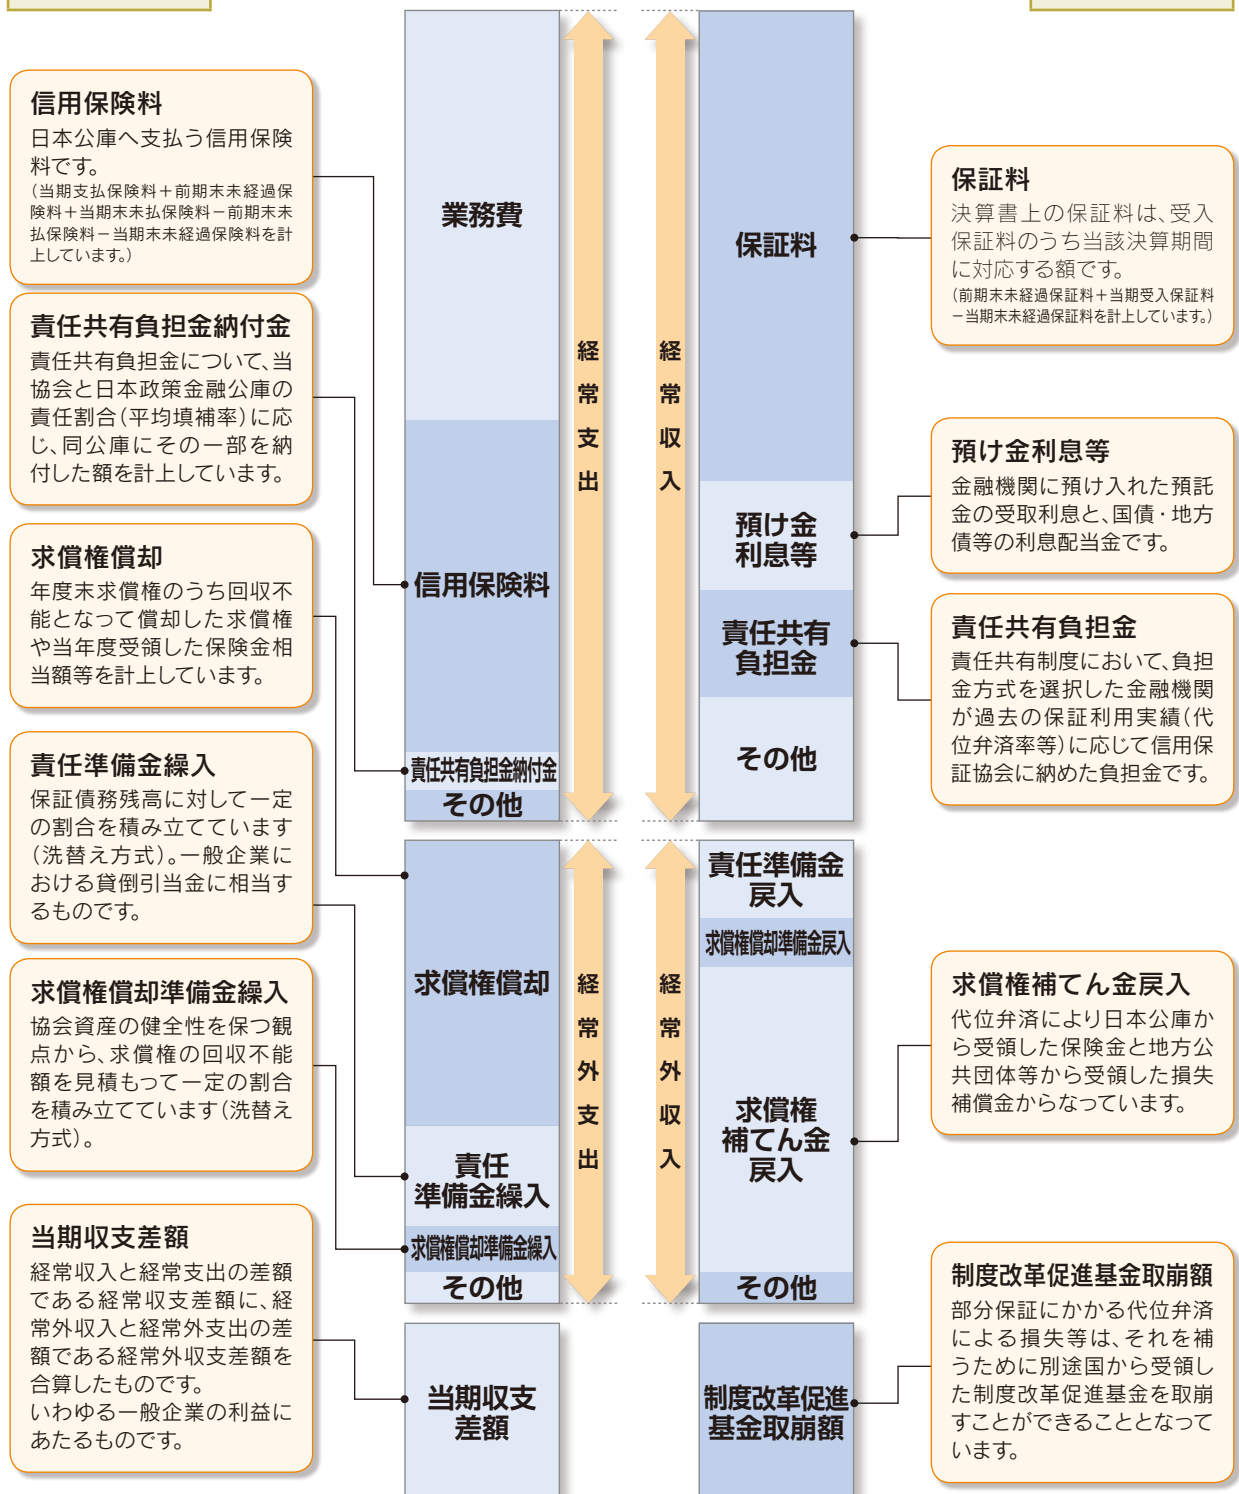 信用保険料
日本公庫へ支払う信用保険
料です。
(当期支払保険料＋前期末未経過保
険料＋当期末未払保険料－前期末未
払保険料－当期末未経過保険料を計
上しています。)
責任共有負担金納付金
責任共有負担金について、当
協会と日本政策金融公庫の
責任割合(平均填補率)に応
じ、同公庫にその一部を納
付した額を計上しています。
求償権償却
年度末求償権のうち回収不
能となって償却した求償権
や当年度受領した保険金相
当額等を計上しています。
責任準備金繰入
保証債務残高に対して一定
の割合を積み立てています
(洗替え方式)。一般企業に
おける貸倒引当金に相当す
るものです。
求償権償却準備金繰入
協会資産の健全性を保つ観
点から、求償権の回収不能
額を見積もって一定の割合
を積み立てています(洗替え
方式)。
当期収支差額
経常収入と経常支出の差額
である経常収支差額に、経
常外収入と経常外支出の差
額である経常外収支差額を
合算したものです。
いわゆる一般企業の利益に
あたるものです。
業務費
信用保険料
責任共有負担金納付金
その他
経常支出
求償権償却
責任
準備金繰入
求償権償却準備金繰入
その他
経常外支出
当期収支
差額
経常収入
保証料
預け金
利息等
責任共有
負担金
その他
経常外収入
責任準備金
戻入
求償権償却準備金戻入
求償権
補てん金
戻入
その他
制度改革促進
基金取崩額
保証料
決算書上の保証料は、受入
保証料のうち当該決算期間
に対応する額です。
(前期末未経過保証料＋当期受入保証料
－当期末未経過保証料を計上しています。)
預け金利息等
金融機関に預け入れた預託
金の受取利息と、国債・地方
債等の利息配当金です。
責任共有負担金
責任共有制度において、負担
金方式を選択した金融機関
が過去の保証利用実績(代
位弁済率等)に応じて信用保
証協会に納めた負担金です。
求償権補てん金戻入
代位弁済により日本公庫か
ら受領した保険金と地方公
共団体等から受領した損失
補償金からなっています。
制度改革促進基金取崩額
部分保証にかかる代位弁済
による損失等は、それを補
うために別途国から受領し
た制度改革促進基金を取崩
すことができることとなって
います。